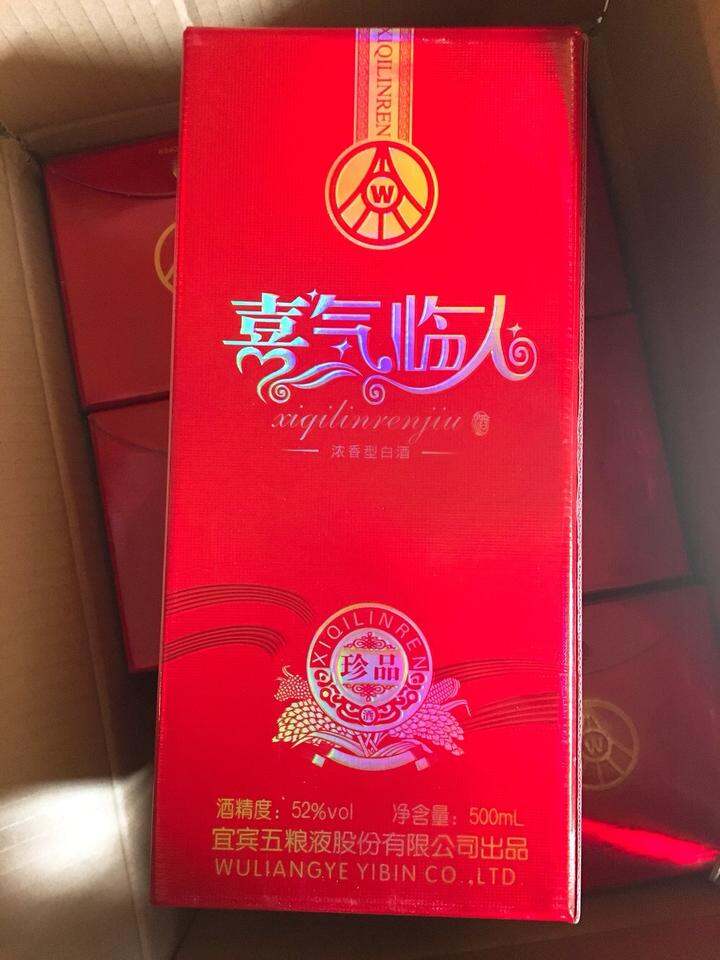 XIQILINREN
W
喜气临人
xiqilinrenjiu 酒
浓香型白酒
XIQILINREN
珍品
酒
酒精度：52%vol 净含量：500mL
宜宾五粮液股份有限公司出品
WULIANGYE YIBIN CO.,LTD
W